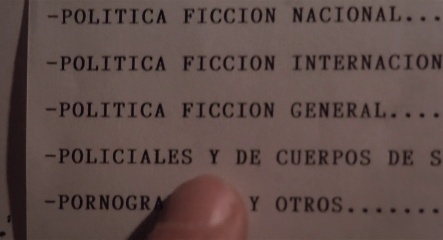 -POLITICA FICCION NACIONAL...
-POLITICA FICCION INTERNACION
-POLITICA FICCION GENERAL....
-POLICIALES Y DE CUERPOS DE S
-PORNOGRA Y OTROS.......